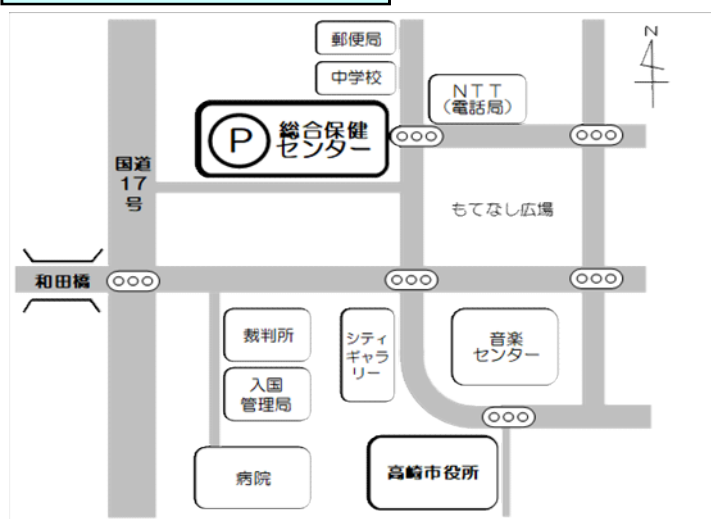 郵便局
N
中学校
NTT
（電話局）
P
総合保健
センター
国道
17
号
もてなし広場
和田橋
裁判所
シティ
ギャラ
リー
音楽
センター
入国
管理局
病院
高崎市役所